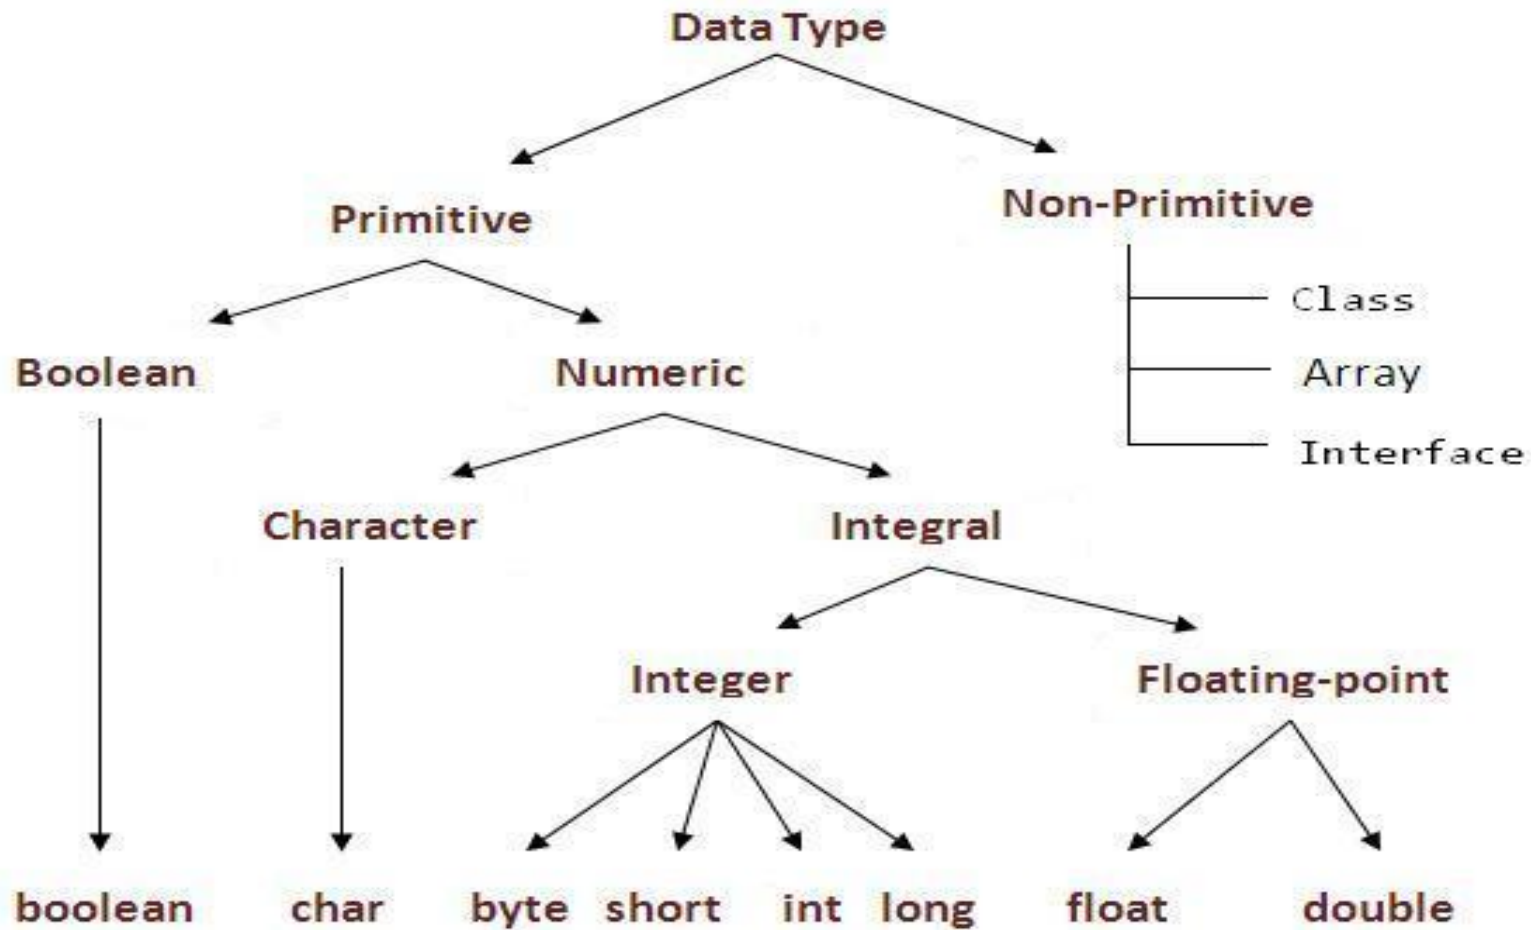 Data Type
Primitive
Non-Primitive
Class
Boolean
Numeric
Array
Interface
Character
Integral
Integer
Floating-point
boolean
char
byte
short
int
long
float
double